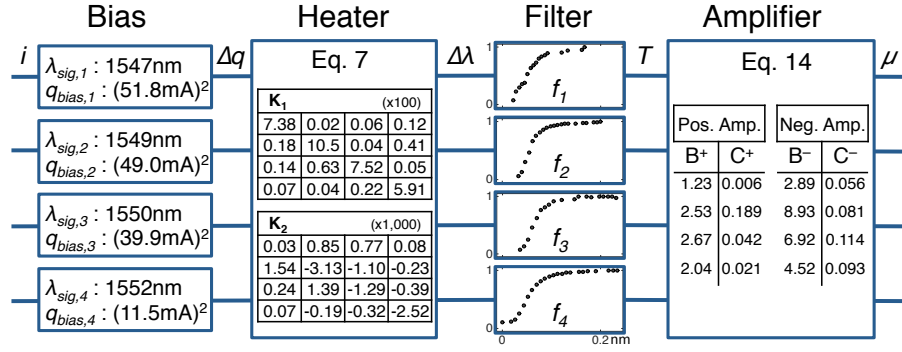 Bias Heater Filter Amplifier
i Δq Δλ T μ
λsig,1 : 1547nm
qbias,1 : (51.8mA)²
λsig,2 : 1549nm
qbias,2 : (49.0mA)²
λsig,3 : 1550nm
qbias,3 : (39.9mA)²
λsig,4 : 1552nm
qbias,4 : (11.5mA)²
Eq. 7
K₁ (x100)
7.38 0.02 0.06 0.12
0.18 10.5 0.04 0.41
0.14 0.63 7.52 0.05
0.07 0.04 0.22 5.91
K₂ (x1,000)
0.03 0.85 0.77 0.08
1.54 -3.13 -1.10 -0.23
0.24 1.39 -1.29 -0.39
0.07 -0.19 -0.32 -2.52
1
f₁
0
1
f₂
0
1
f₃
0
1
f₄
0
0 0.2 nm
Eq. 14
Pos. Amp. Neg. Amp.
B⁺ C⁺ B⁻ C⁻
1.23 0.006 2.89 0.056
2.53 0.189 8.93 0.081
2.67 0.042 6.92 0.114
2.04 0.021 4.52 0.093